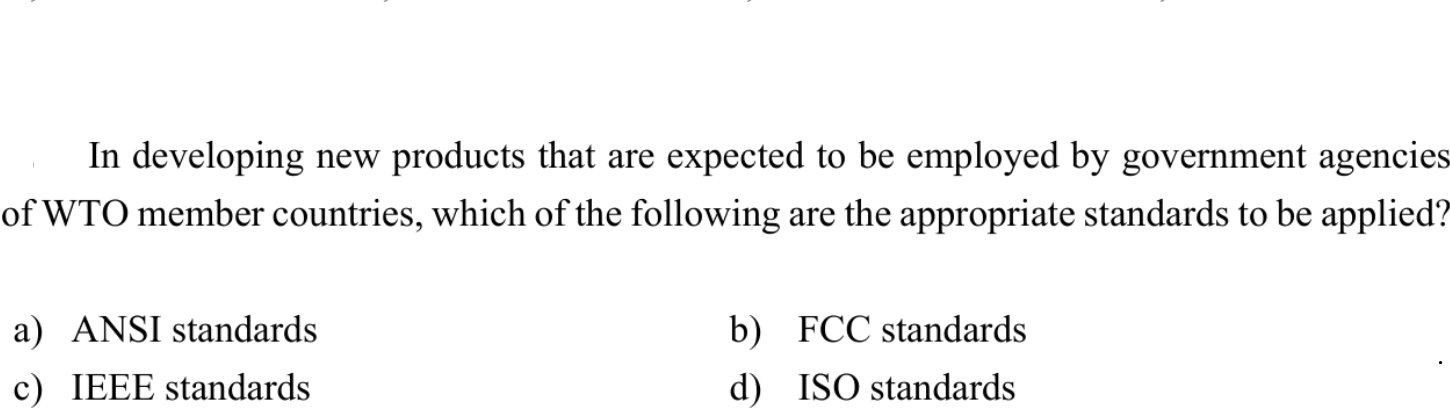 In developing new products that are expected to be employed by government agencies
of WTO member countries, which of the following are the appropriate standards to be applied?
a) ANSI standards b) FCC standards
c) IEEE standards d) ISO standards